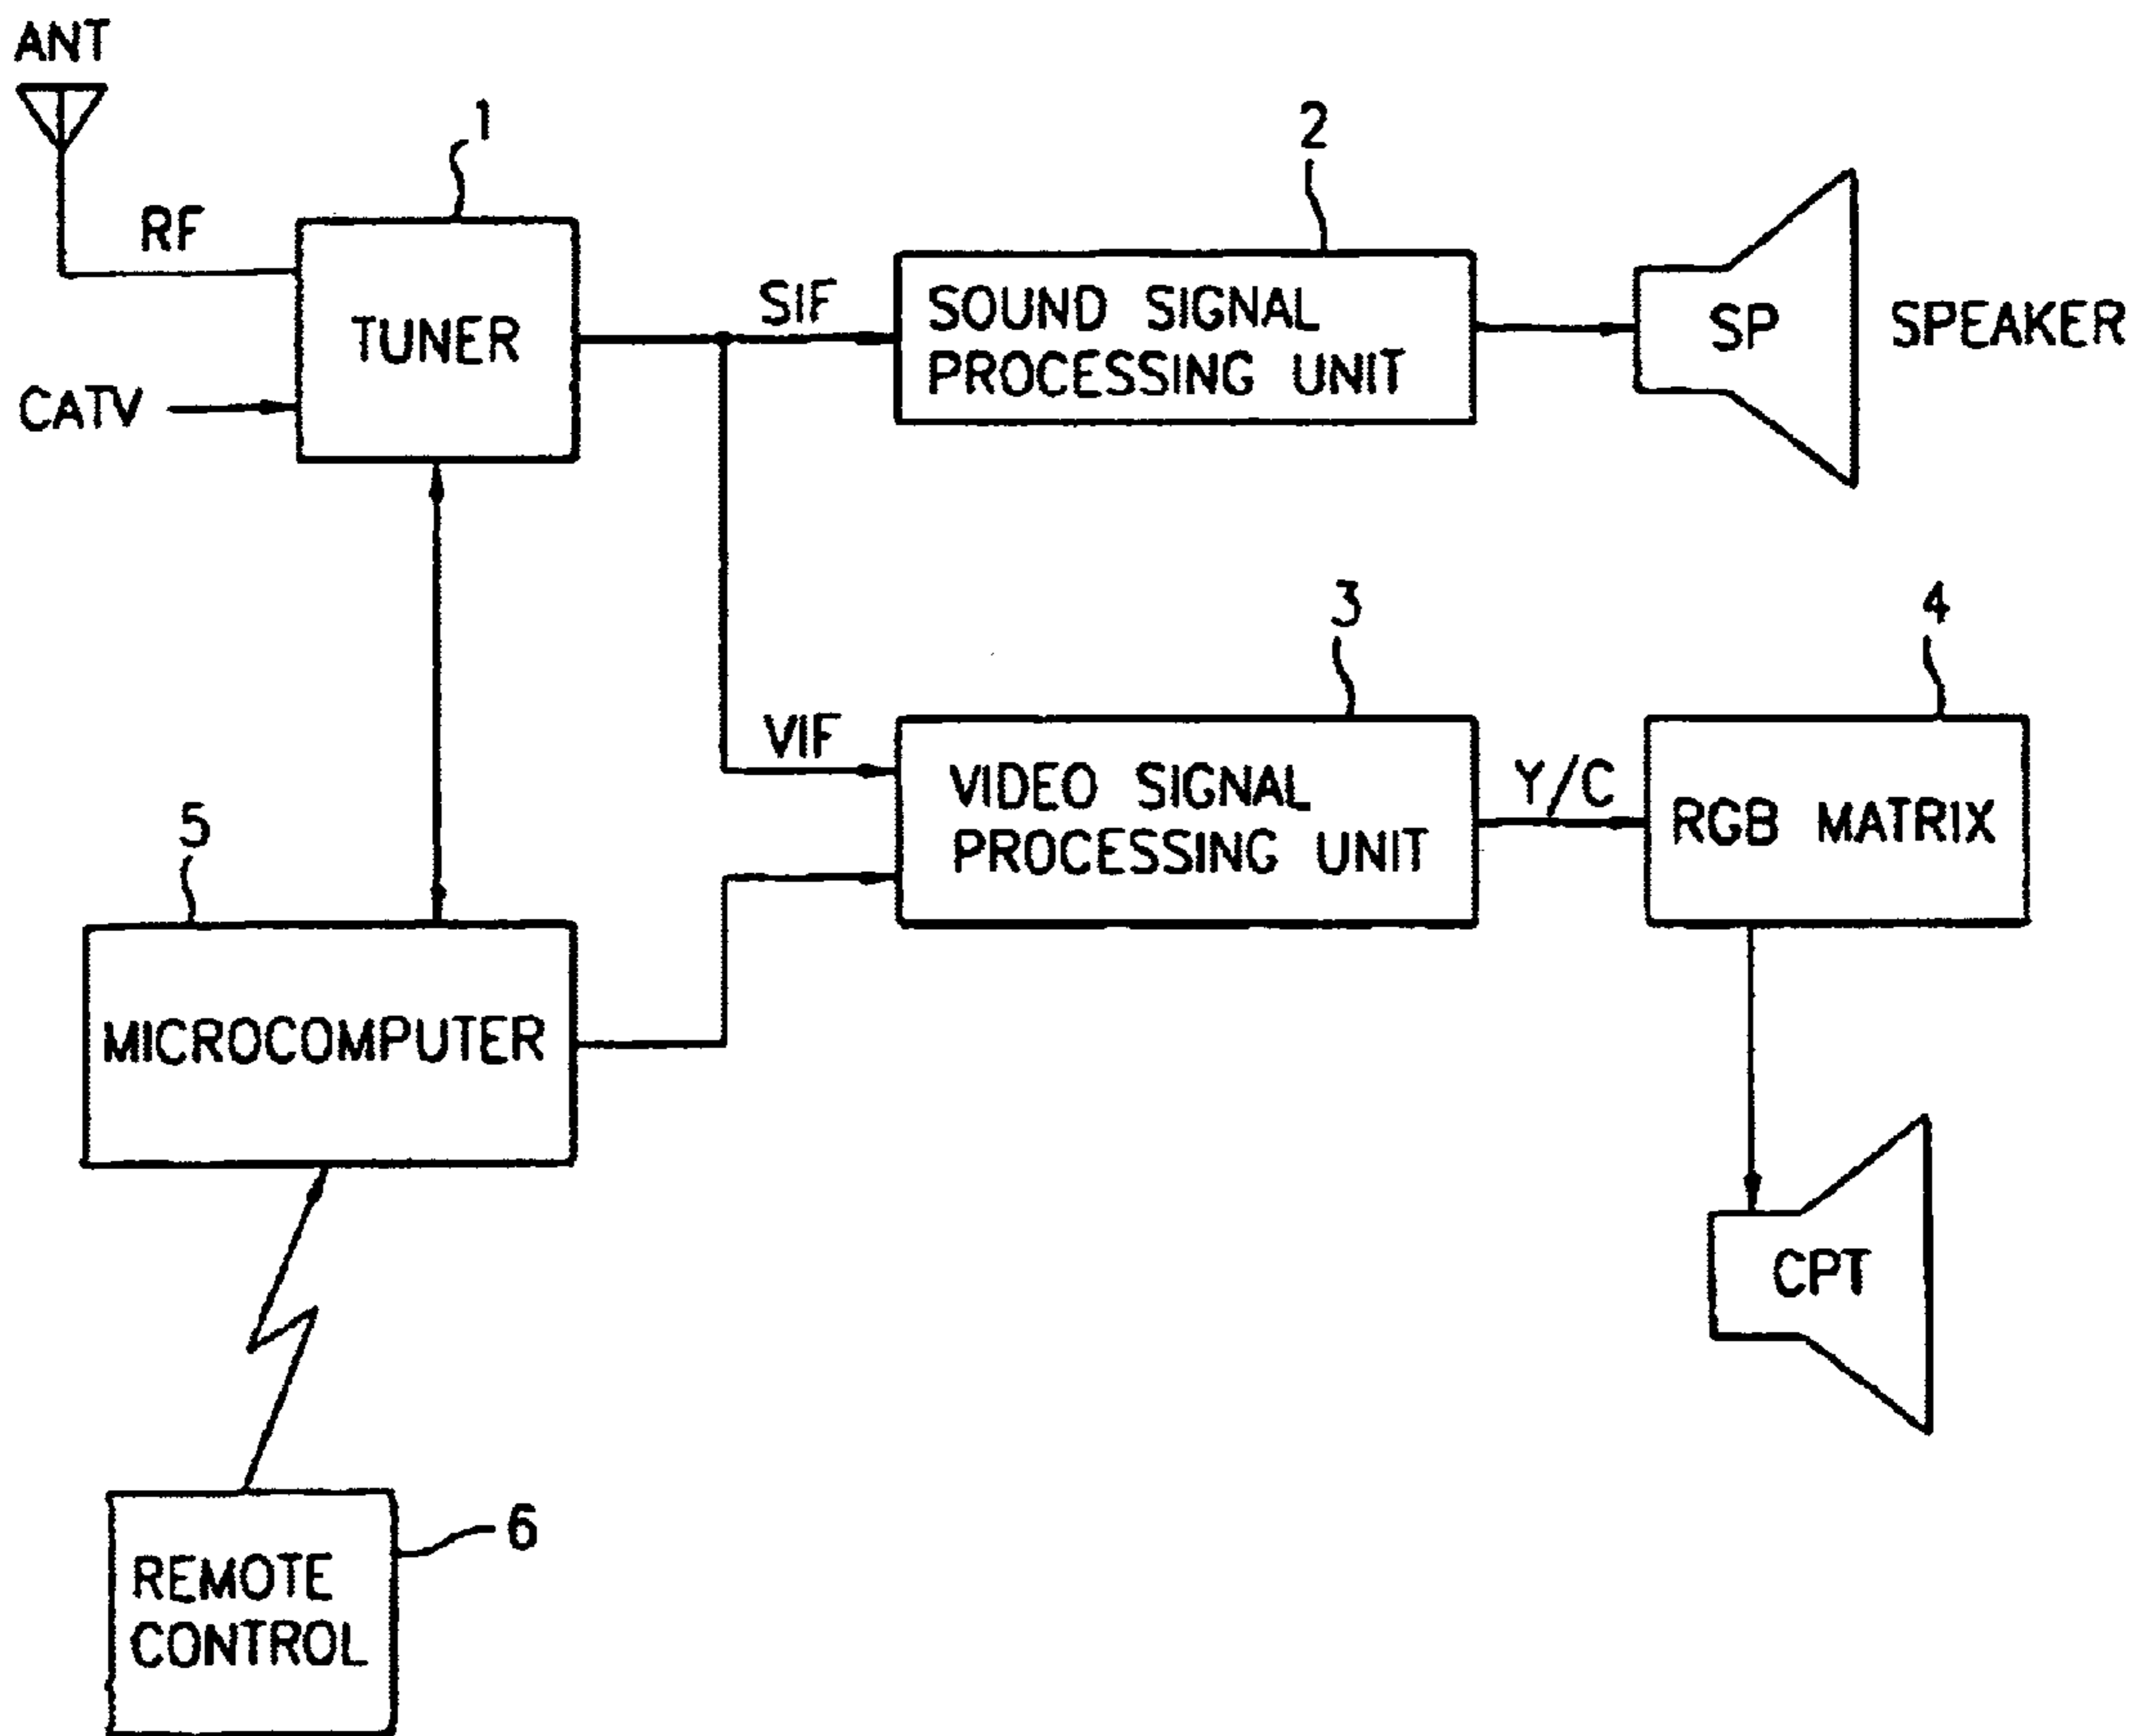 ANT
1
2
RF
SIF
TUNER
SOUND SIGNAL
PROCESSING UNIT
SP
SPEAKER
CATV
3
4
VIF
VIDEO SIGNAL
PROCESSING UNIT
Y/C
RGB MATRIX
5
MICROCOMPUTER
CPT
6
REMOTE
CONTROL